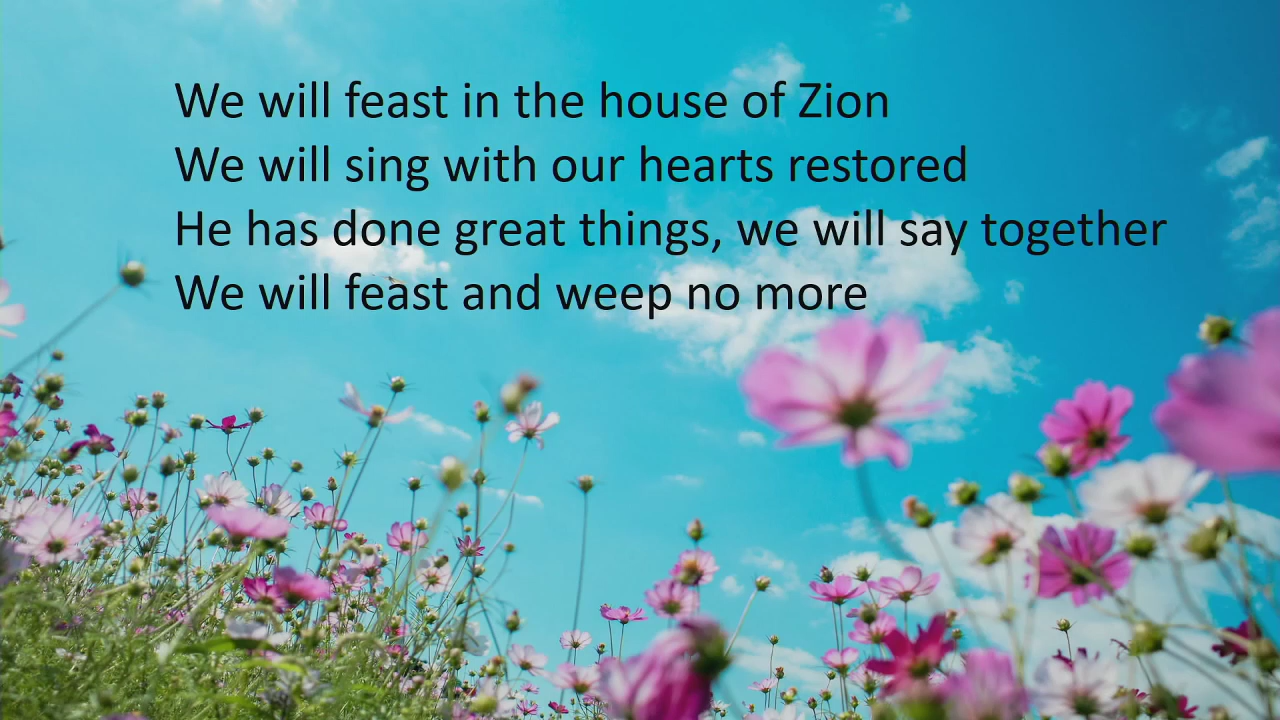 We will feast in the house of Zion
We will sing with our hearts restored
He has done great things, we will say together
We will feast and weep no more